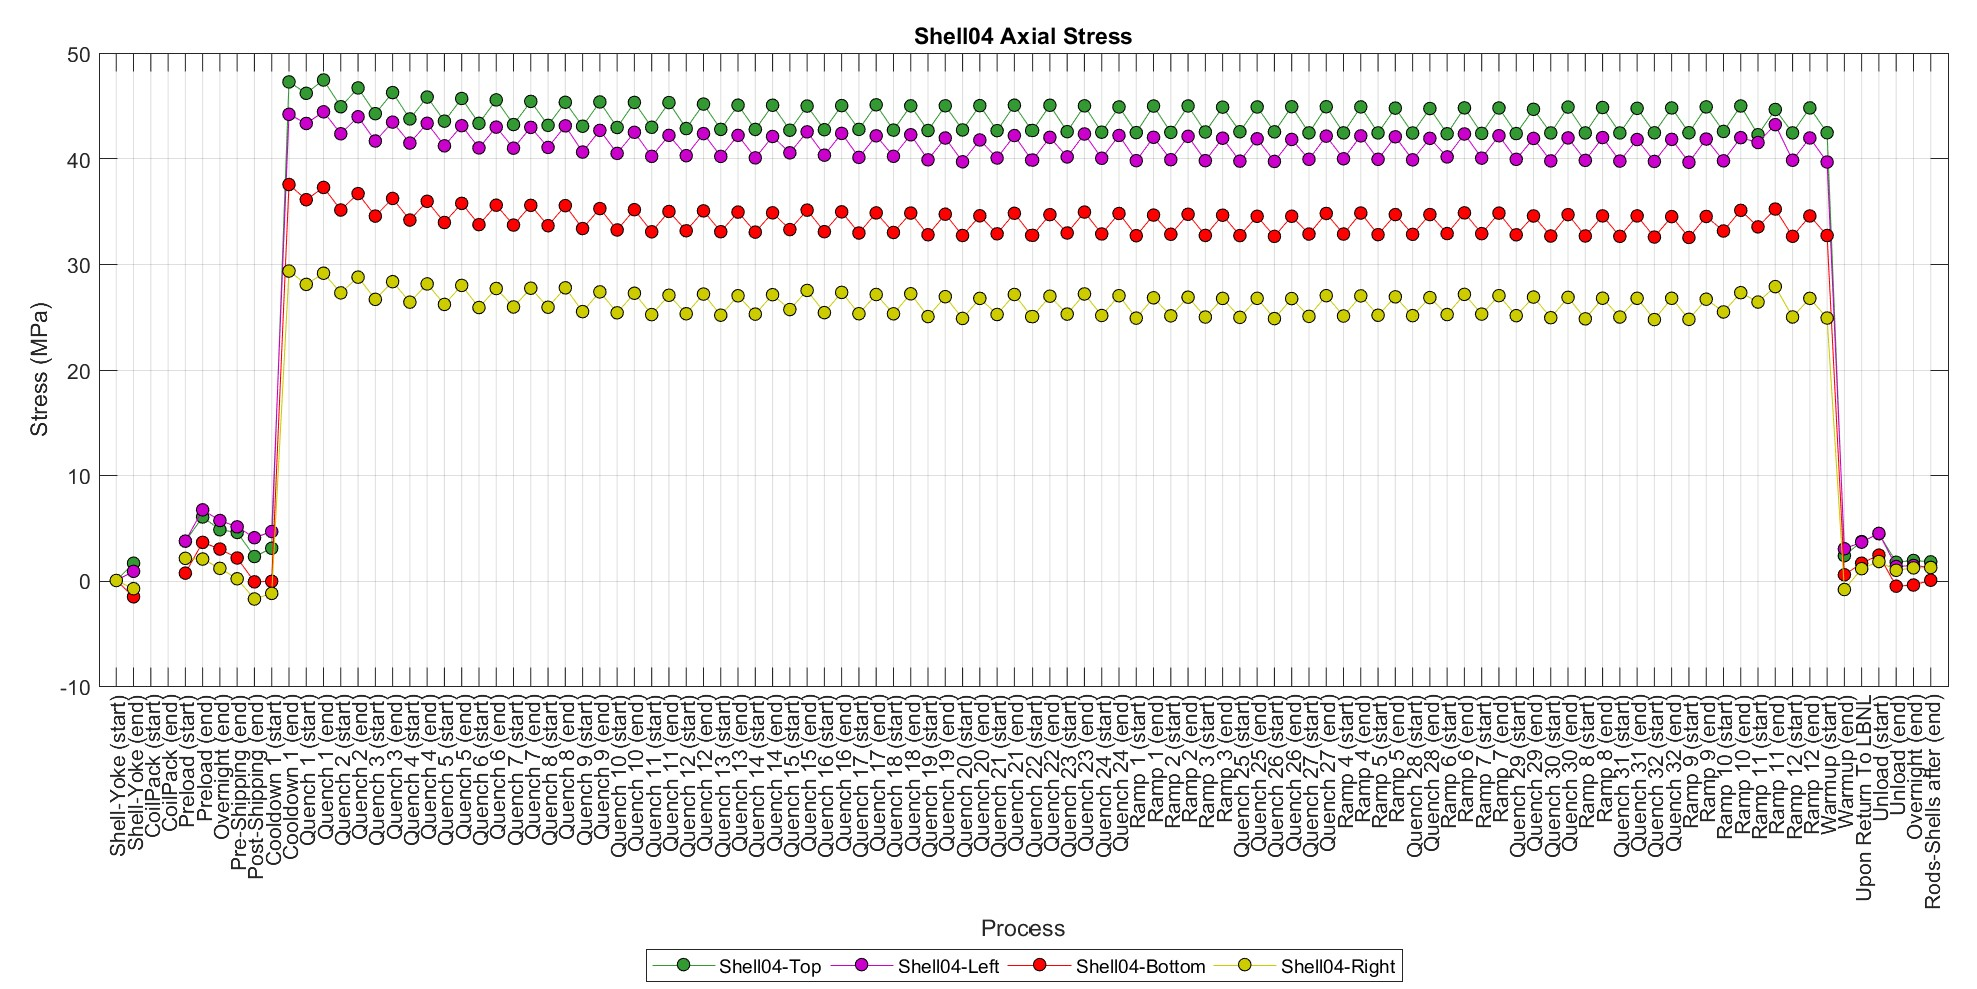 Shell04 Axial Stress
Stress (MPa)
50
40
30
20
10
0
-10
Shell-Yoke (start)
Shell-Yoke (end)
CoilPack (start)
CoilPack (end)
Preload (start)
Preload (end)
Overnight (end)
Pre-Shipping (end)
Post-Shipping (end)
Cooldown 1 (start)
Cooldown 1 (end)
Quench 1 (start)
Quench 1 (end)
Quench 2 (start)
Quench 2 (end)
Quench 3 (start)
Quench 3 (end)
Quench 4 (start)
Quench 4 (end)
Quench 5 (start)
Quench 5 (end)
Quench 6 (start)
Quench 6 (end)
Quench 7 (start)
Quench 7 (end)
Quench 8 (start)
Quench 8 (end)
Quench 9 (start)
Quench 9 (end)
Quench 10 (start)
Quench 10 (end)
Quench 11 (start)
Quench 11 (end)
Quench 12 (start)
Quench 12 (end)
Quench 13 (start)
Quench 13 (end)
Quench 14 (start)
Quench 14 (end)
Quench 15 (start)
Quench 15 (end)
Quench 16 (start)
Quench 16 (end)
Quench 17 (start)
Quench 17 (end)
Quench 18 (start)
Quench 18 (end)
Quench 19 (start)
Quench 19 (end)
Quench 20 (start)
Quench 20 (end)
Quench 21 (start)
Quench 21 (end)
Quench 22 (start)
Quench 22 (end)
Quench 23 (start)
Quench 23 (end)
Quench 24 (start)
Quench 24 (end)
Ramp 1 (start)
Ramp 1 (end)
Ramp 2 (start)
Ramp 2 (end)
Ramp 3 (start)
Ramp 3 (end)
Quench 25 (start)
Quench 25 (end)
Quench 26 (start)
Quench 26 (end)
Quench 27 (start)
Quench 27 (end)
Ramp 4 (start)
Ramp 4 (end)
Ramp 5 (start)
Ramp 5 (end)
Quench 28 (start)
Quench 28 (end)
Ramp 6 (start)
Ramp 6 (end)
Ramp 7 (start)
Ramp 7 (end)
Quench 29 (start)
Quench 29 (end)
Quench 30 (start)
Quench 30 (end)
Ramp 8 (start)
Ramp 8 (end)
Quench 31 (start)
Quench 31 (end)
Quench 32 (start)
Quench 32 (end)
Ramp 9 (start)
Ramp 9 (end)
Ramp 10 (start)
Ramp 10 (end)
Ramp 11 (start)
Ramp 11 (end)
Ramp 12 (start)
Ramp 12 (end)
Warmup (start)
Warmup (end)
Upon Return To LBNL
Unload (start)
Unload (end)
Overnight (end)
Rods-Shells after (end)
Process
Shell04-Top
Shell04-Left
Shell04-Bottom
Shell04-Right